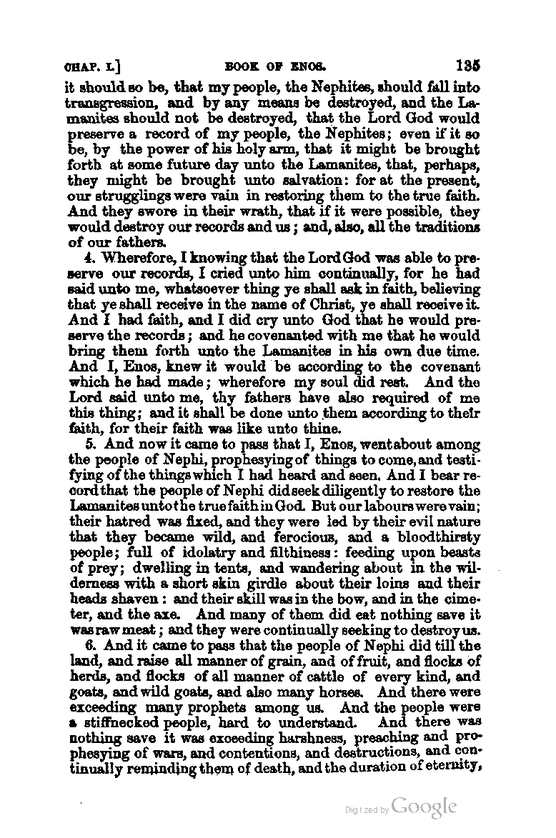 CHAP. I.] BOOK OF ENOS. 135
it should so be, that my people, the Nephites, should fall into
transgression, and by any means be destroyed, and the La-
manites should not be destroyed, that the Lord God would
preserve a record of my people, the Nephites; even if it so
be, by the power of his holy arm, that it might be brought
forth at some future day unto the Lamanites, that, perhaps,
they might be brought unto salvation: for at the present,
our strugglings were vain in restoring them to the true faith.
And they swore in their wrath, that if it were possible, they
would destroy our records and us; and, also, all the traditions
of our fathers.
4. Wherefore, I knowing that the Lord God was able to pre-
serve our records, I cried unto him continually, for he had
said unto me, whatsoever thing ye shall ask in faith, believing
that ye shall receive in the name of Christ, ye shall receive it.
And I had faith, and I did cry unto God that he would pre-
serve the records; and he covenanted with me that he would
bring them forth unto the Lamanites in his own due time.
And I, Enos, knew it would be according to the covenant
which he had made; wherefore my soul did rest. And the
Lord said unto me, thy fathers have also required of me
this thing; and it shall be done unto them according to their
faith, for their faith was like unto thine.
5. And now it came to pass that I, Enos, went about among
the people of Nephi, prophesying of things to come, and testi-
fying of the things which I had heard and seen. And I bear re-
cord that the people of Nephi did seek diligently to restore the
Lamanites unto the true faith in God. But our labours were vain;
their hatred was fixed, and they were led by their evil nature
that they became wild, and ferocious, and a bloodthirsty
people; full of idolatry and filthiness: feeding upon beasts
of prey; dwelling in tents, and wandering about in the wil-
derness with a short skin girdle about their loins and their
heads shaven: and their skill was in the bow, and in the cime-
ter, and the axe. And many of them did eat nothing save it
was raw meat; and they were continually seeking to destroy us.
6. And it came to pass that the people of Nephi did till the
land, and raise all manner of grain, and of fruit, and flocks of
herds, and flocks of all manner of cattle of every kind, and
goats, and wild goats, and also many horses. And there were
exceeding many prophets among us. And the people were
a stiffnecked people, hard to understand. And there was
nothing save it was exceeding harshness, preaching and pro-
phesying of wars, and contentions, and destructions, and con-
tinually reminding them of death, and the duration of eternity,
Digitized by Google